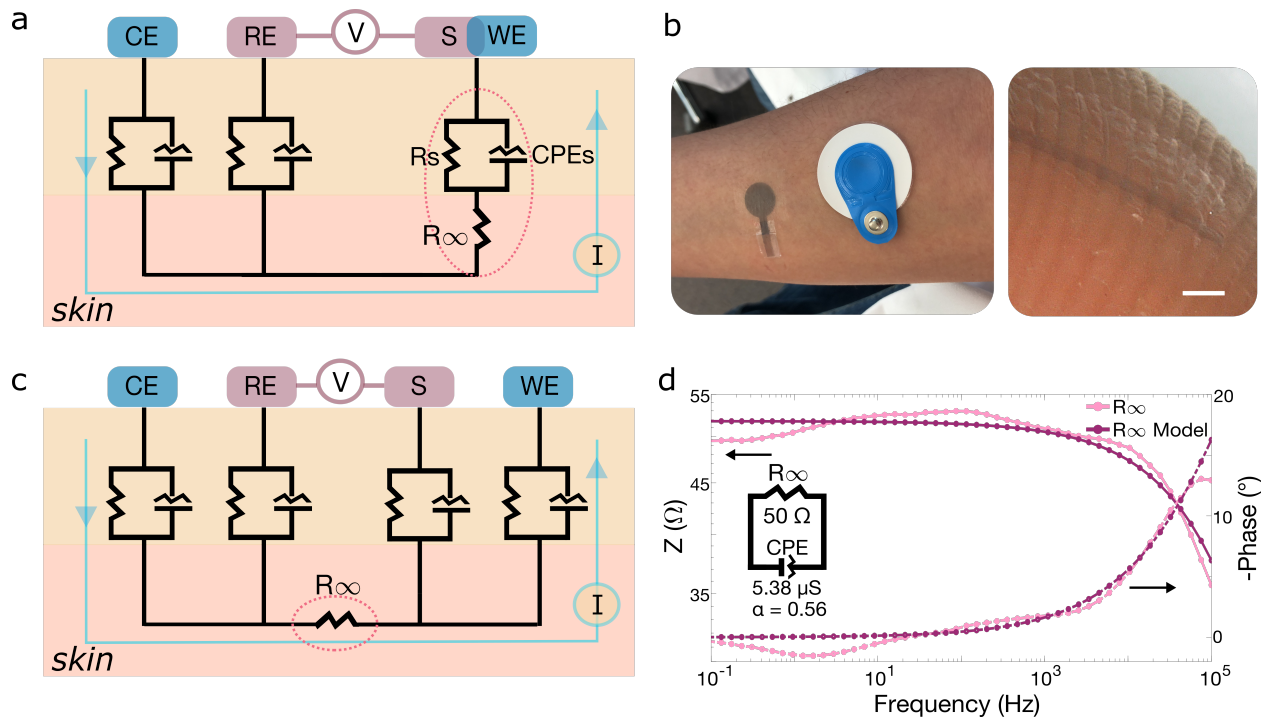 a
CE
RE
V
S
WE
Rs
CPEs
R∞
I
skin
b
c
CE
RE
V
S
WE
R∞
I
skin
d
55
45
35
Z (Ω)
20
10
0
-Phase (°)
R∞
R∞ Model
R∞
50 Ω
CPE
5.38 µS
α = 0.56
10⁻¹
10¹
10³
10⁵
Frequency (Hz)